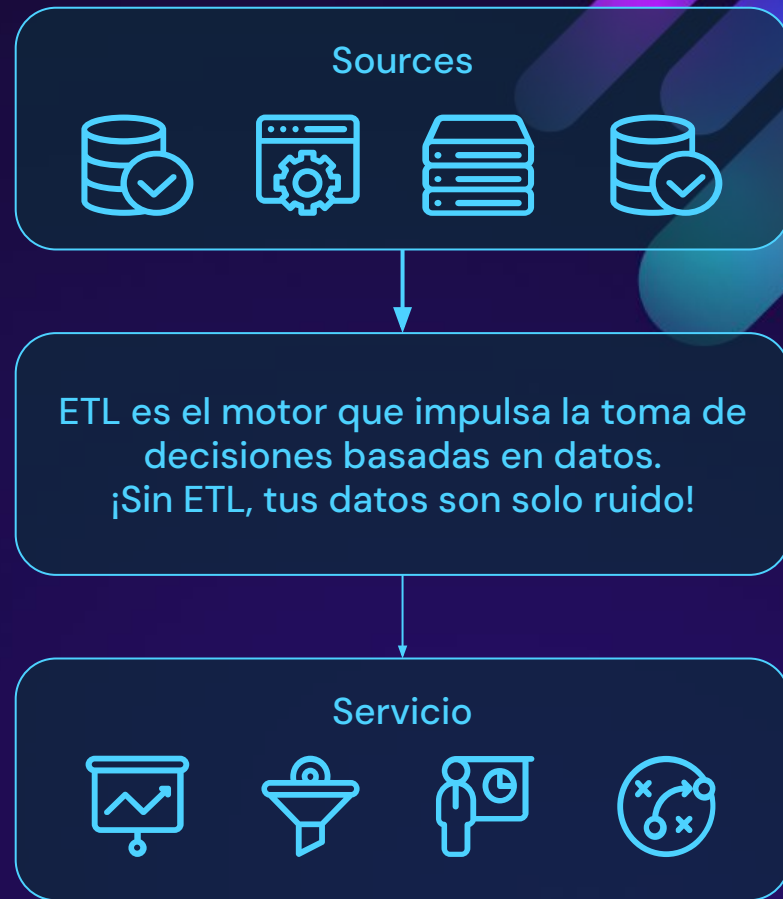 Sources
ETL es el motor que impulsa la toma de
decisiones basadas en datos.
¡Sin ETL, tus datos son solo ruido!
Servicio